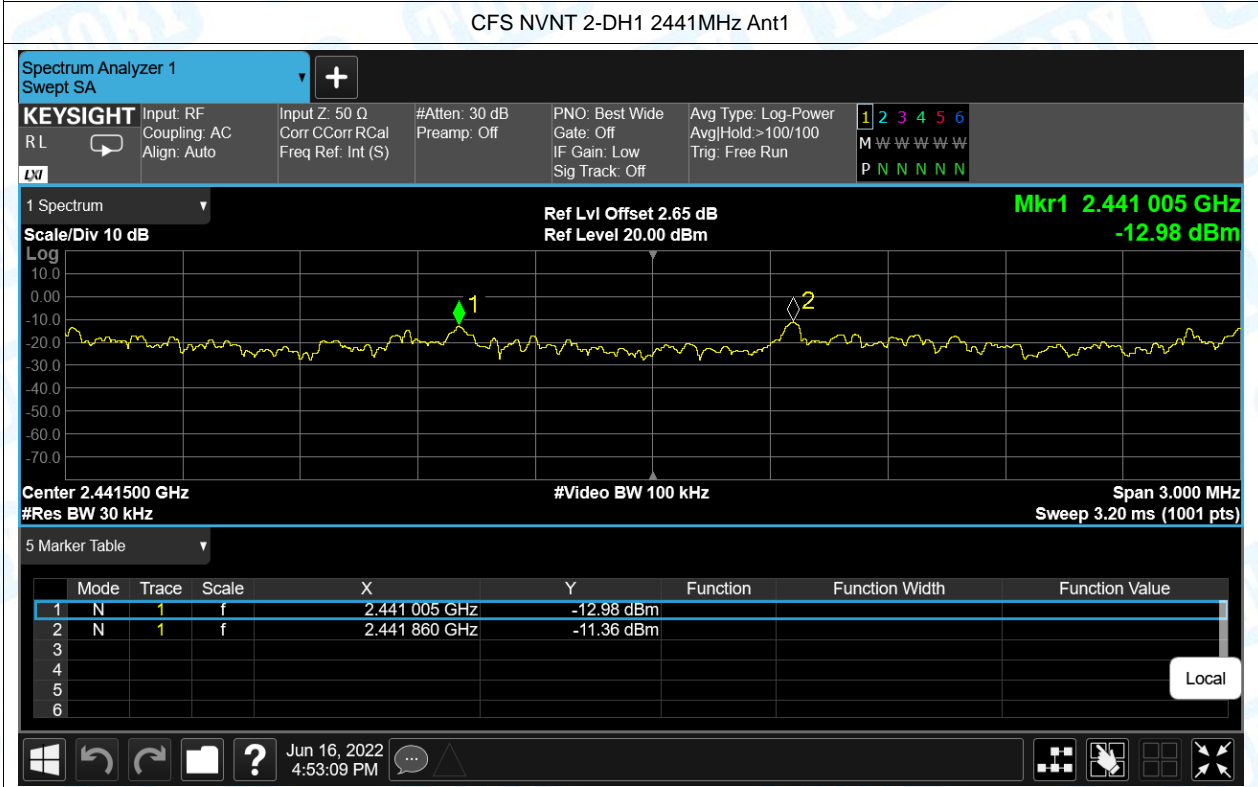 CFS NVNT 2-DH1 2441MHz Ant1
Spectrum Analyzer 1
Swept SA
KEYSIGHT
RL
LXI
Input: RF
Coupling: AC
Align: Auto
Input Z: 50 Ω
Corr CCorr RCal
Freq Ref: Int (S)
#Atten: 30 dB
Preamp: Off
PNO: Best Wide
Gate: Off
IF Gain: Low
Sig Track: Off
Avg Type: Log-Power
Avg|Hold:>100/100
Trig: Free Run
1 2 3 4 5 6
M W W W W W
P N N N N N
1 Spectrum
Scale/Div 10 dB
Ref Lvl Offset 2.65 dB
Ref Level 20.00 dBm
Mkr1 2.441 005 GHz
-12.98 dBm
Log
10.0
0.00
-10.0
-20.0
-30.0
-40.0
-50.0
-60.0
-70.0
1
2
Center 2.441500 GHz
#Video BW 100 kHz
Span 3.000 MHz
#Res BW 30 kHz
Sweep 3.20 ms (1001 pts)
5 Marker Table
Mode Trace Scale X Y Function Function Width Function Value
1 N 1 f 2.441 005 GHz -12.98 dBm
2 N 1 f 2.441 860 GHz -11.36 dBm
3
4
5
6
Local
?
Jun 16, 2022
4:53:09 PM